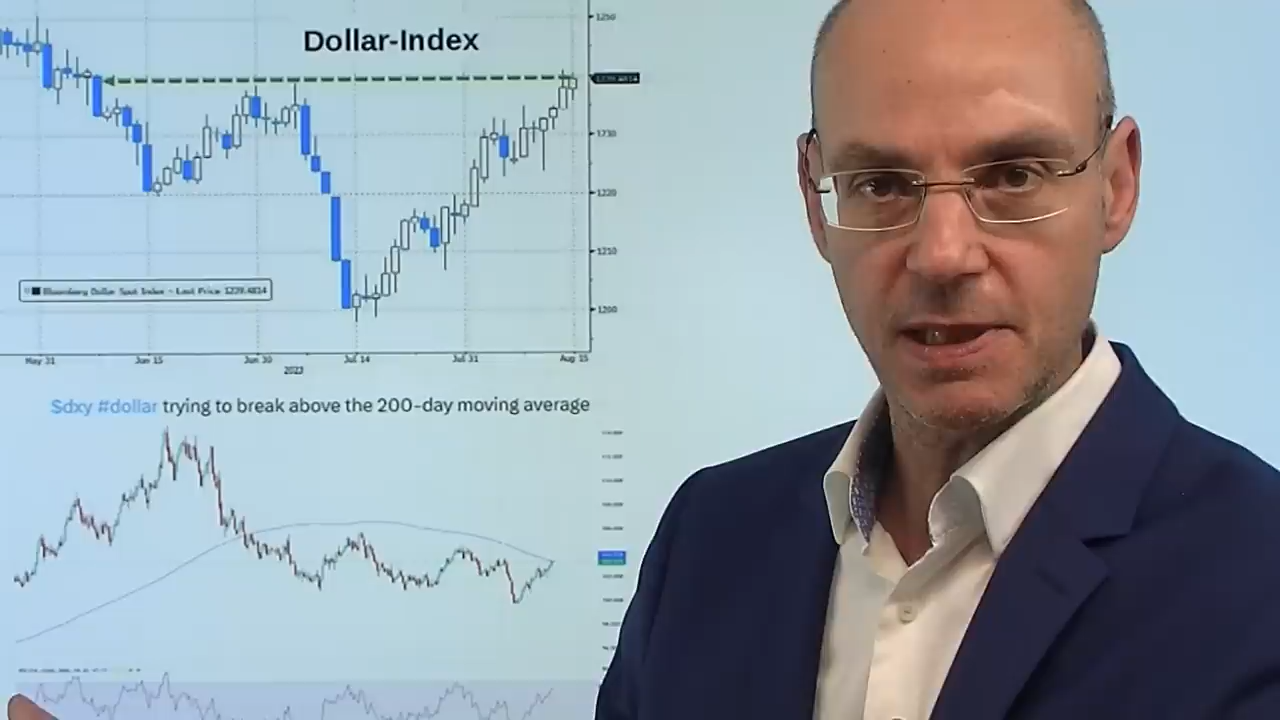 Dollar-Index
1250
1239.4814
1230
1220
1210
1200
Bloomberg Dollar Spot Index - Last Price 1239.4814
May 31 Jun 15 Jun 30 Jul 14 Jul 31 Aug 15
2023
$dxy #dollar trying to break above the 200-day moving average